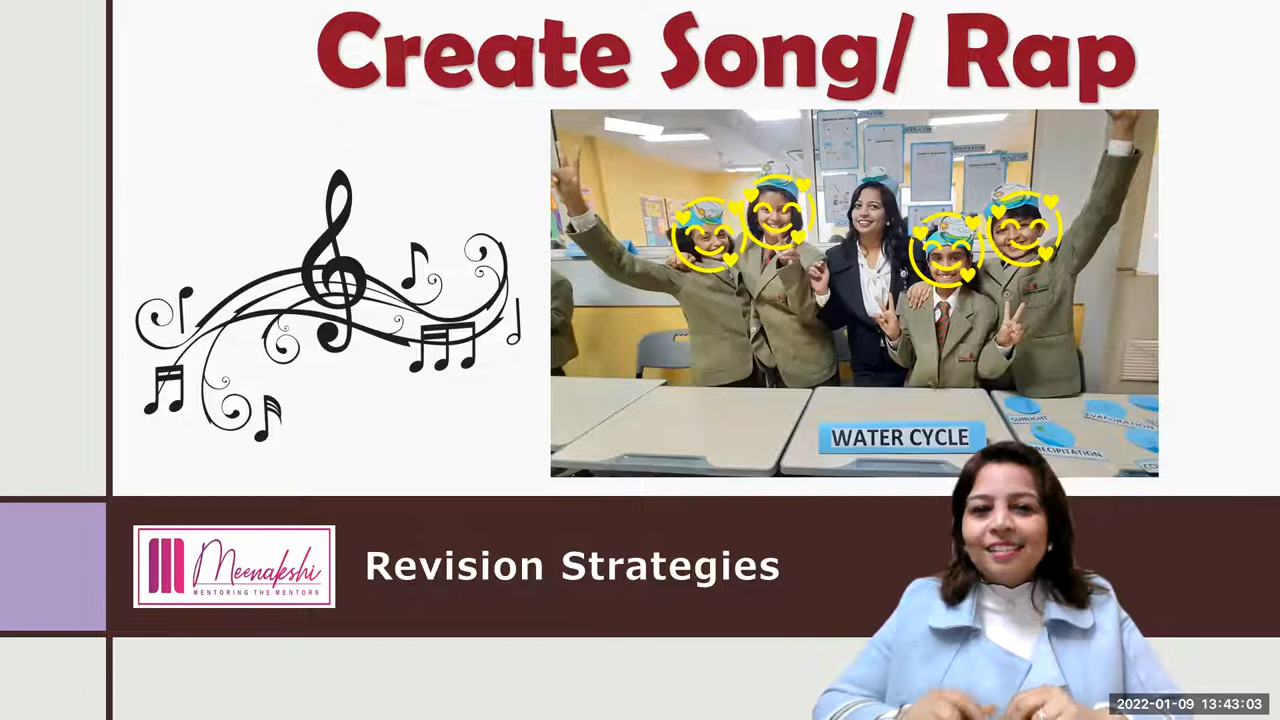 Create Song/ Rap
WATER CYCLE
SUNLIGHT
EVAPORATION
PRECIPITATION
Meenakshi
MENTORING THE MENTORS
Revision Strategies
2022-01-09 13:43:03